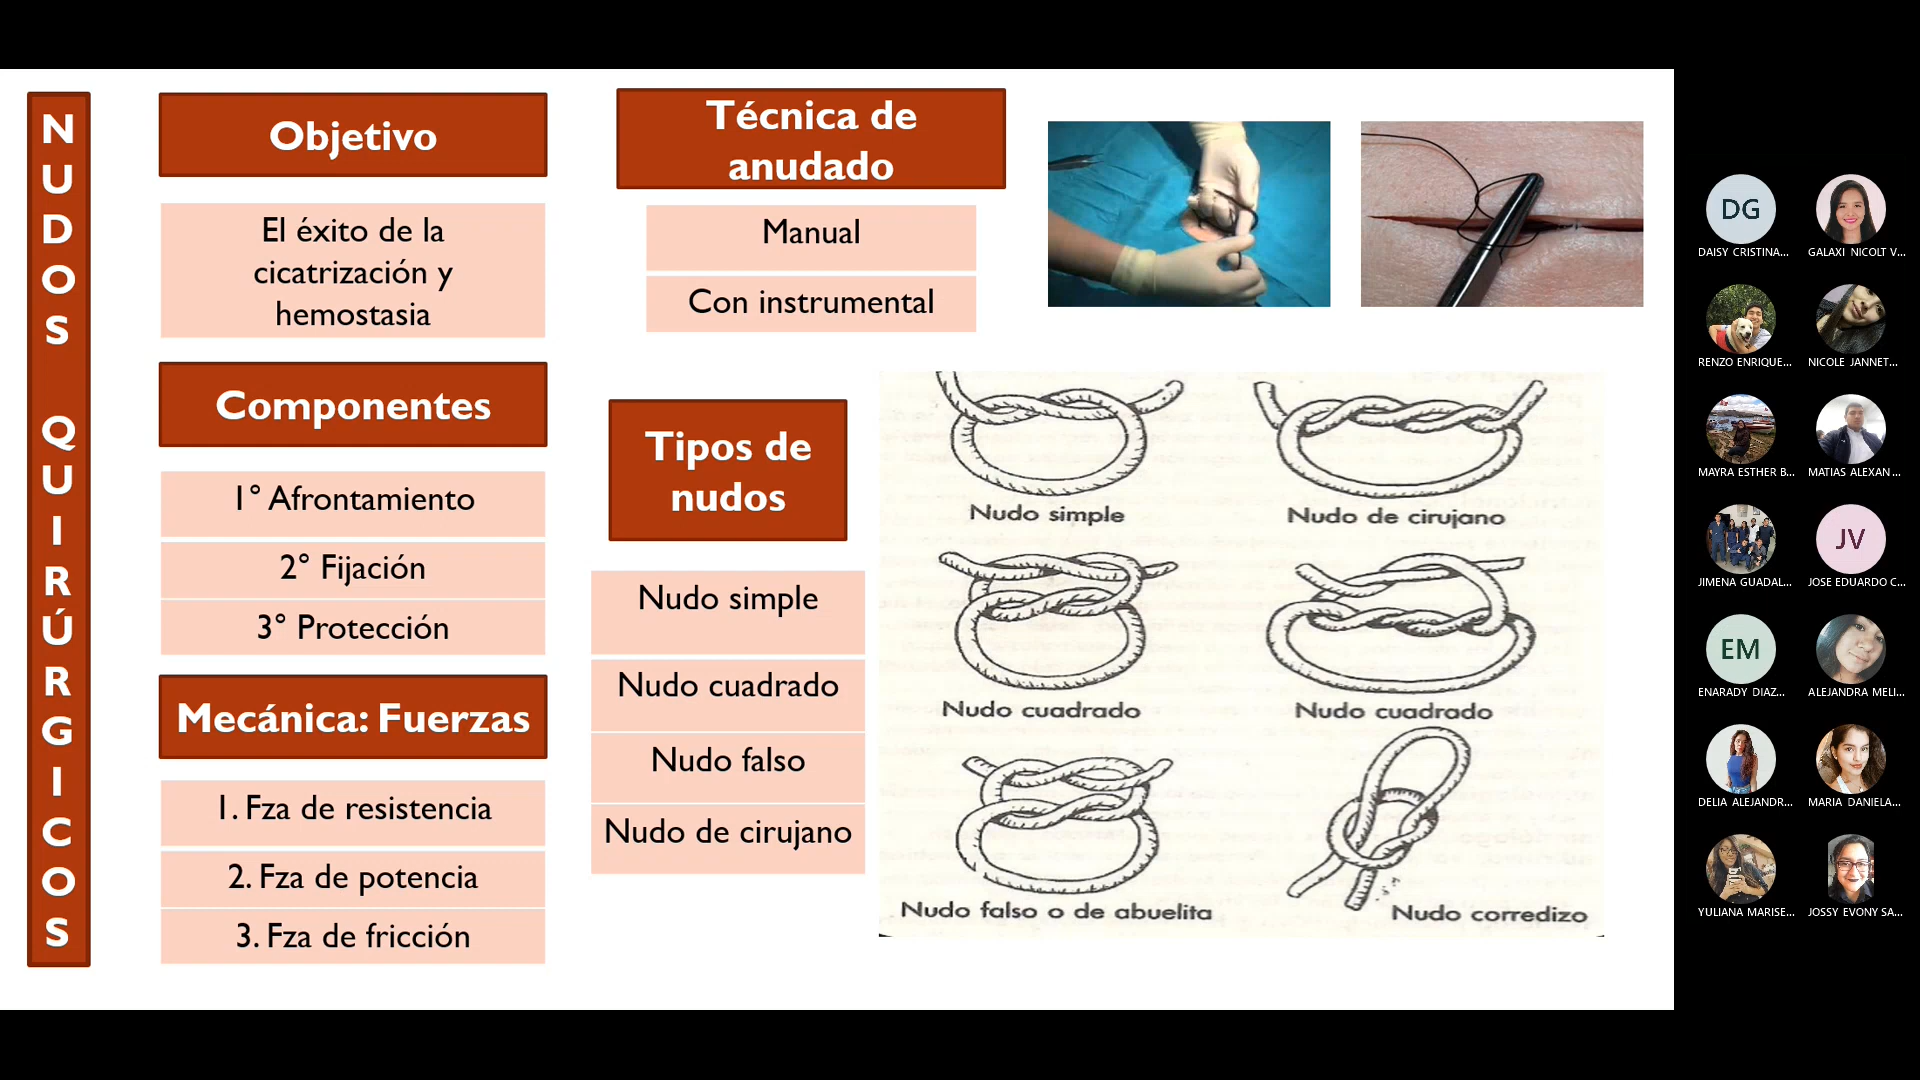 NUDOS QUIRÚRGICOS
Objetivo
El éxito de la
cicatrización y
hemostasia
Componentes
1° Afrontamiento
2° Fijación
3° Protección
Mecánica: Fuerzas
1. Fza de resistencia
2. Fza de potencia
3. Fza de fricción
Técnica de
anudado
Manual
Con instrumental
Tipos de
nudos
Nudo simple
Nudo cuadrado
Nudo falso
Nudo de cirujano
Nudo simple
Nudo de cirujano
Nudo cuadrado
Nudo cuadrado
Nudo falso o de abuelita
Nudo corredizo
DG
DAISY CRISTINA...
GALAXI NICOLT V...
RENZO ENRIQUE...
NICOLE JANNET...
MAYRA ESTHER B...
MATIAS ALEXAN...
JIMENA GUADAL...
JV
JOSE EDUARDO C...
EM
ENARADY DIAZ...
ALEJANDRA MELI...
DELIA ALEJANDR...
MARIA DANIELA...
YULIANA MARISE...
JOSSY EVONY SA...